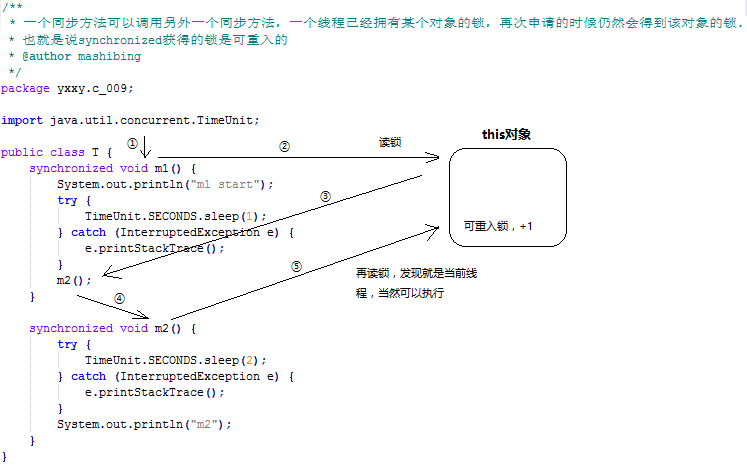 /**
 * 一个同步方法可以调用另外一个同步方法，一个线程已经拥有某个对象的锁，再次申请的时候仍然会得到该对象的锁.
 * 也就是说synchronized获得的锁是可重入的
 * @author mashibing
 */
package yxxy.c_009;
import java.util.concurrent.TimeUnit;
① ② 读锁 this对象
public class T {
    synchronized void m1() {
        System.out.println("m1 start");
        try {
            TimeUnit.SECONDS.sleep(1); ③
        } catch (InterruptedException e) { 可重入锁，+1
            e.printStackTrace();
        } ⑤ 再读锁，发现就是当前线
        m2();
    } ④ 程，当然可以执行
    synchronized void m2() {
        try {
            TimeUnit.SECONDS.sleep(2);
        } catch (InterruptedException e) {
            e.printStackTrace();
        }
        System.out.println("m2");
    }
}